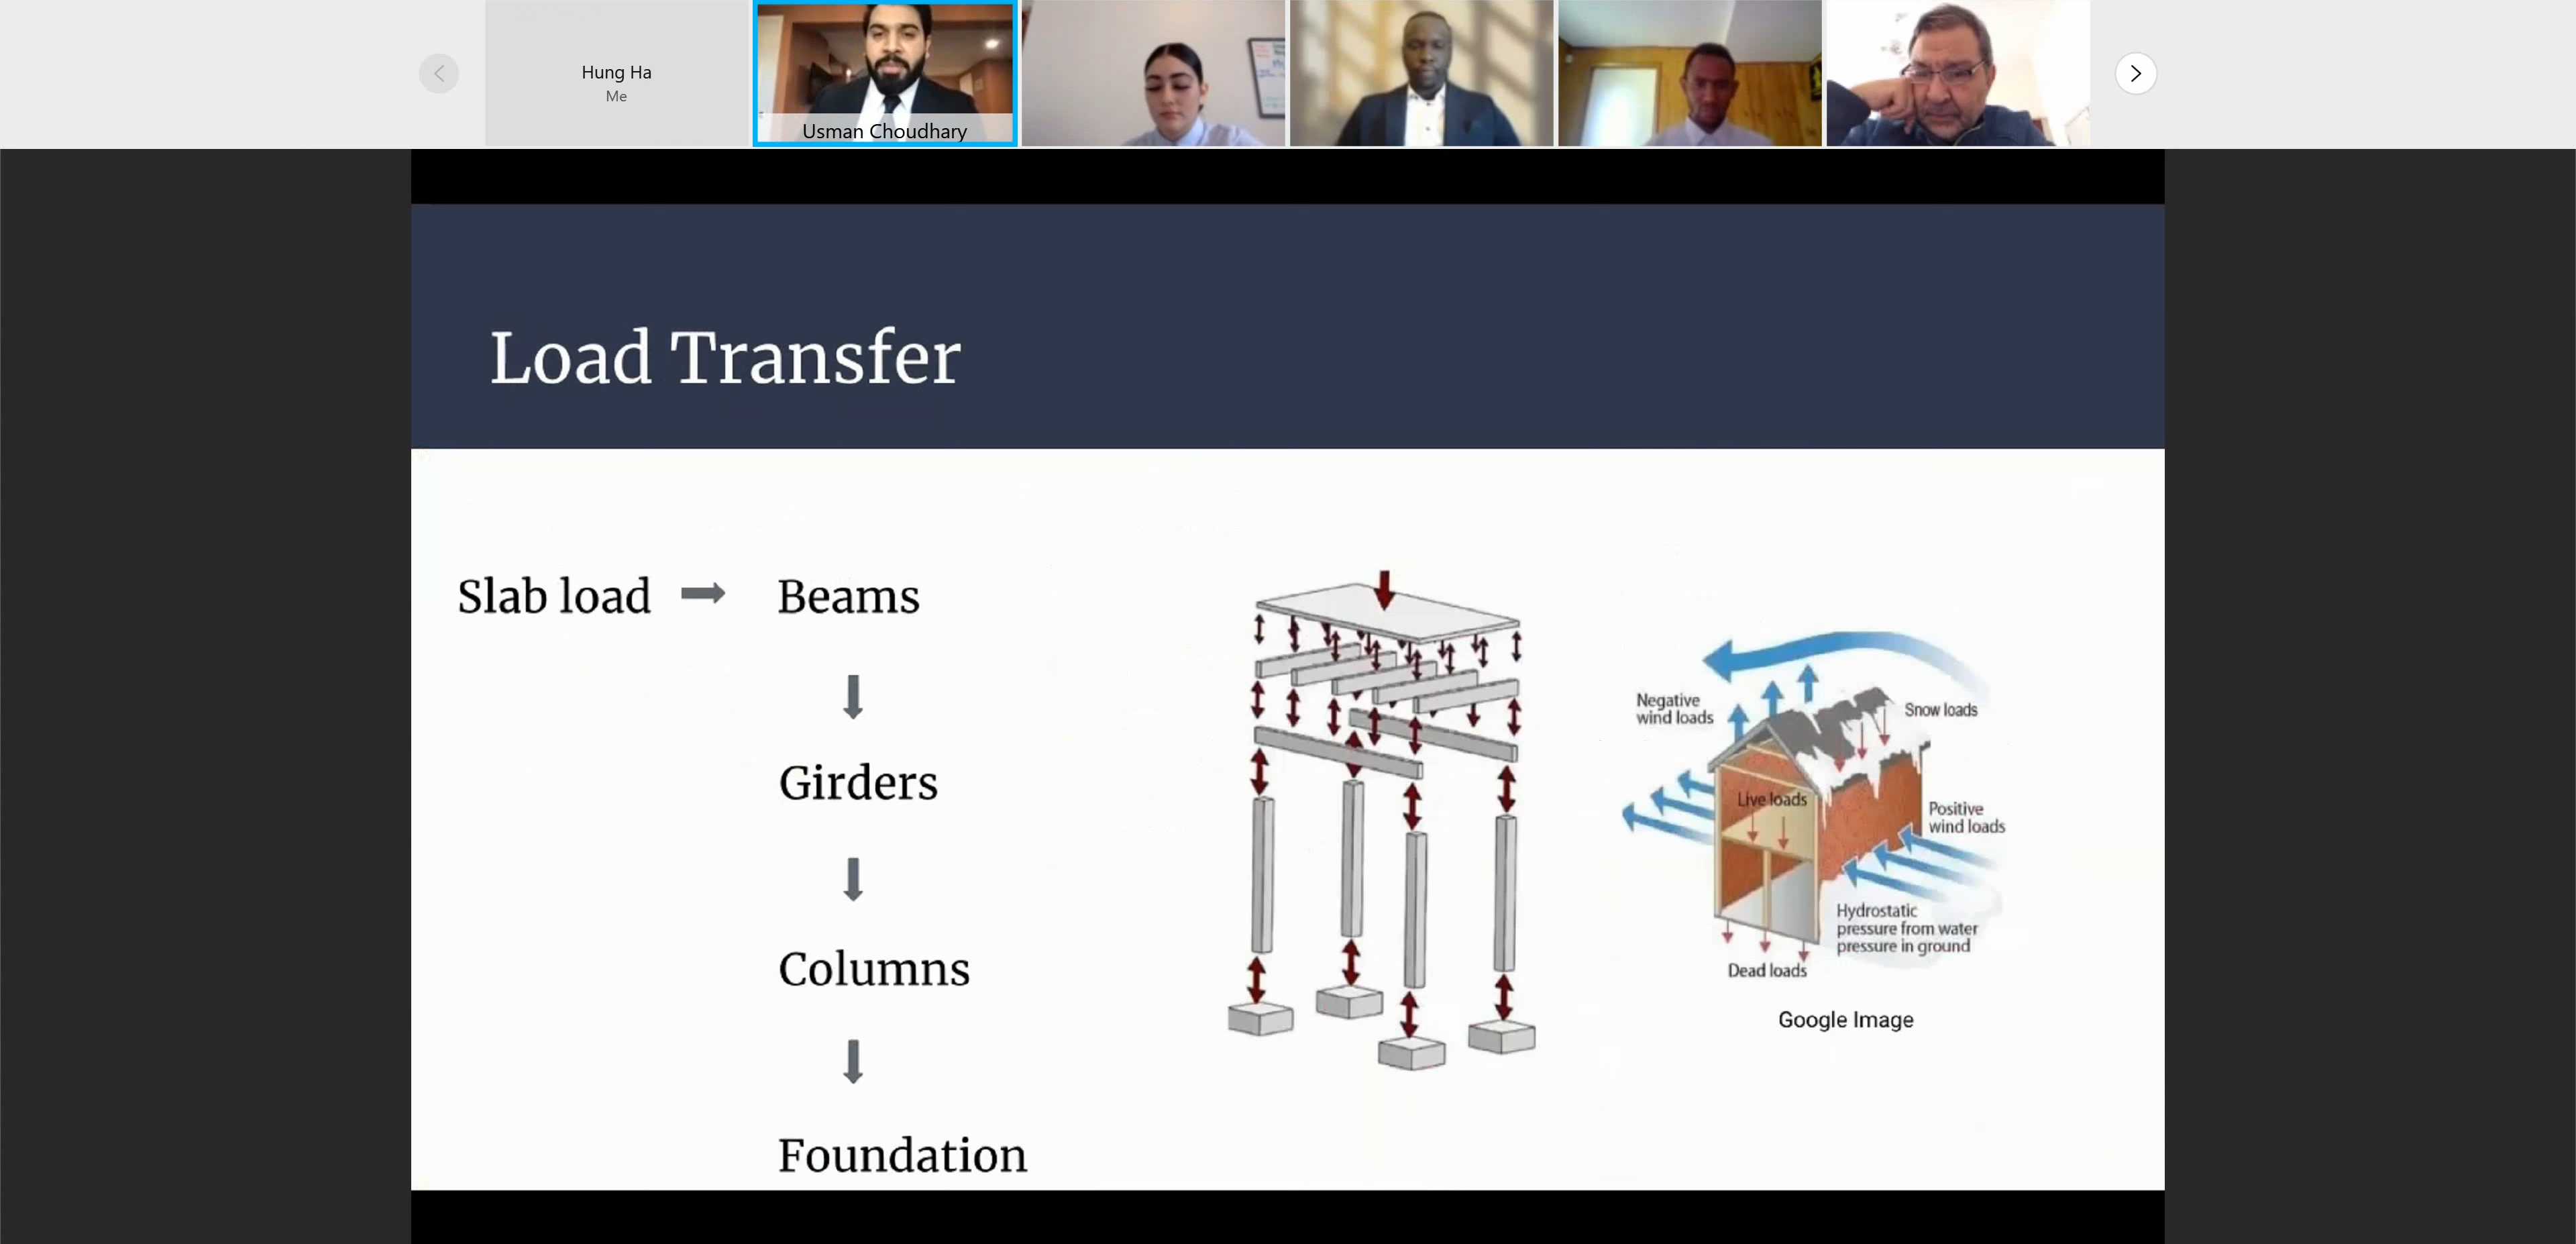 Hung Ha
Me
Usman Choudhary
Load Transfer
Slab load
Beams
Girders
Columns
Foundation
Negative
wind loads
Snow loads
Live loads
Positive
wind loads
Hydrostatic
pressure from water
pressure in ground
Dead loads
Google Image